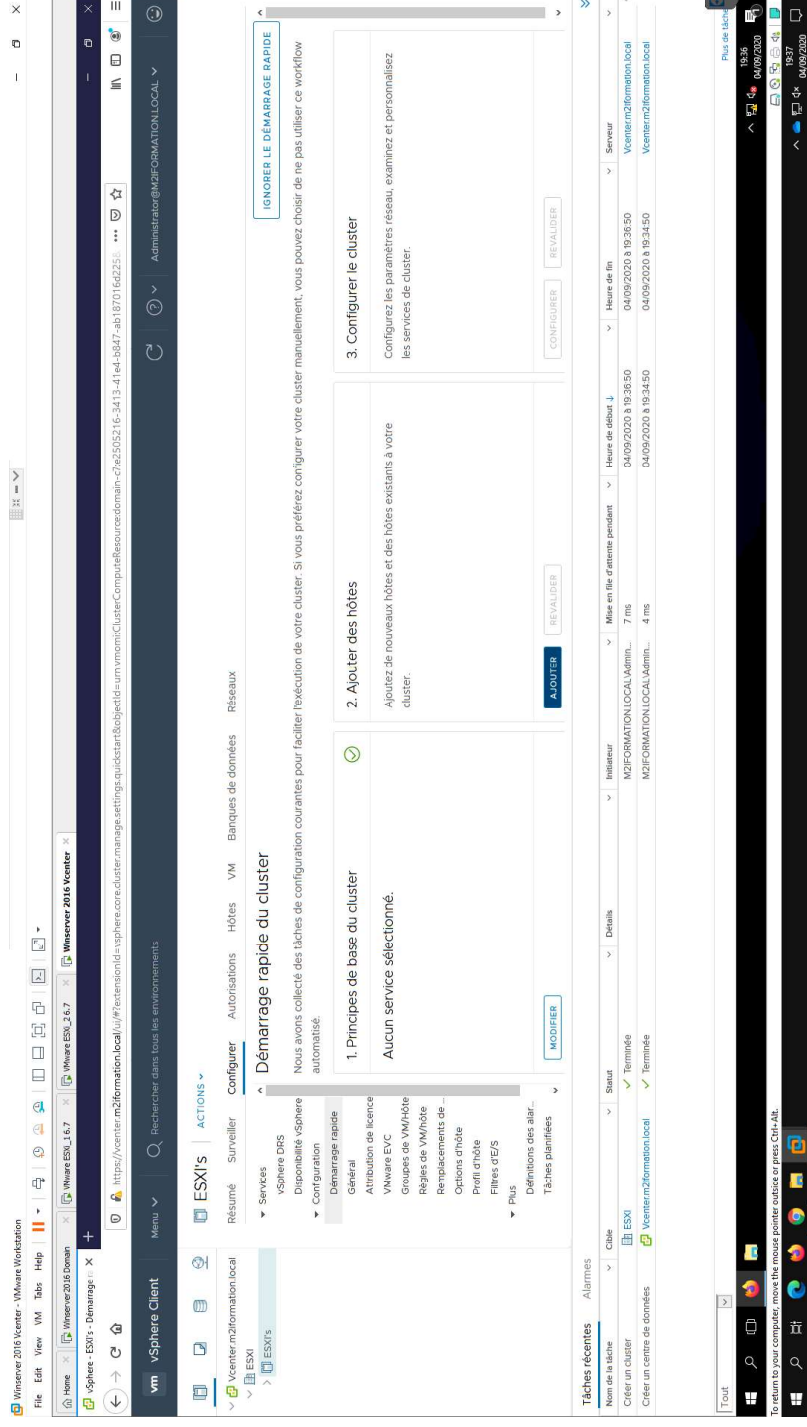 Winserver 2016 Vcenter - VMware Workstation
File Edit View VM Tabs Help
Home Winserver 2016 Domain VMware ESXi_1 6.7 VMware ESXi_2 6.7 Winserver 2016 Vcenter
vSphere - ESXI's - Démarrage r
https://vcenter.m2iformation.local/ui/#?extensionId=vsphere.core.cluster.manage.settings.quickstart&objectId=urn:vmomi:ClusterComputeResource:domain-c7:e2505216-3413-41e4-b847-ab187016d2256
vm vSphere Client Menu Rechercher dans tous les environnements Administrator@M2IFORMATION.LOCAL
Vcenter.m2iformation.local
ESXI
ESXI's
ESXI's ACTIONS
Résumé Surveiller Configurer Autorisations Hôtes VM Banques de données Réseaux
Services
vSphere DRS
Disponibilité vSphere
Configuration
Démarrage rapide
Général
Attribution de licence
VMware EVC
Groupes de VM/Hôte
Règles de VM/hôte
Remplacements de ...
Options d'hôte
Profil d'hôte
Filtres d'E/S
Plus
Définitions des alar...
Tâches planifiées
Démarrage rapide du cluster
IGNORER LE DÉMARRAGE RAPIDE
Nous avons collecté des tâches de configuration courantes pour faciliter l'exécution de votre cluster. Si vous préférez configurer votre cluster manuellement, vous pouvez choisir de ne pas utiliser ce workflow
automatisé.
1. Principes de base du cluster
Aucun service sélectionné.
MODIFIER
2. Ajouter des hôtes
Ajoutez de nouveaux hôtes et des hôtes existants à votre
cluster.
AJOUTER REVALIDER
3. Configurer le cluster
Configurez les paramètres réseau, examinez et personnalisez
les services de cluster.
CONFIGURER REVALIDER
Tâches récentes Alarmes
Nom de la tâche Cible Statut Détails Initiateur Mise en file d'attente pendant Heure de début Heure de fin Serveur
Créer un cluster ESXI Terminée M2IFORMATION.LOCAL\Admin... 7 ms 04/09/2020 à 19:36:50 04/09/2020 à 19:36:50 Vcenter.m2iformation.local
Créer un centre de données Vcenter.m2iformation.local Terminée M2IFORMATION.LOCAL\Admin... 4 ms 04/09/2020 à 19:34:50 04/09/2020 à 19:34:50 Vcenter.m2iformation.local
Tout Plus de tâche
19:36
04/09/2020
To return to your computer, move the mouse pointer outside or press Ctrl+Alt.
19:37
04/09/2020